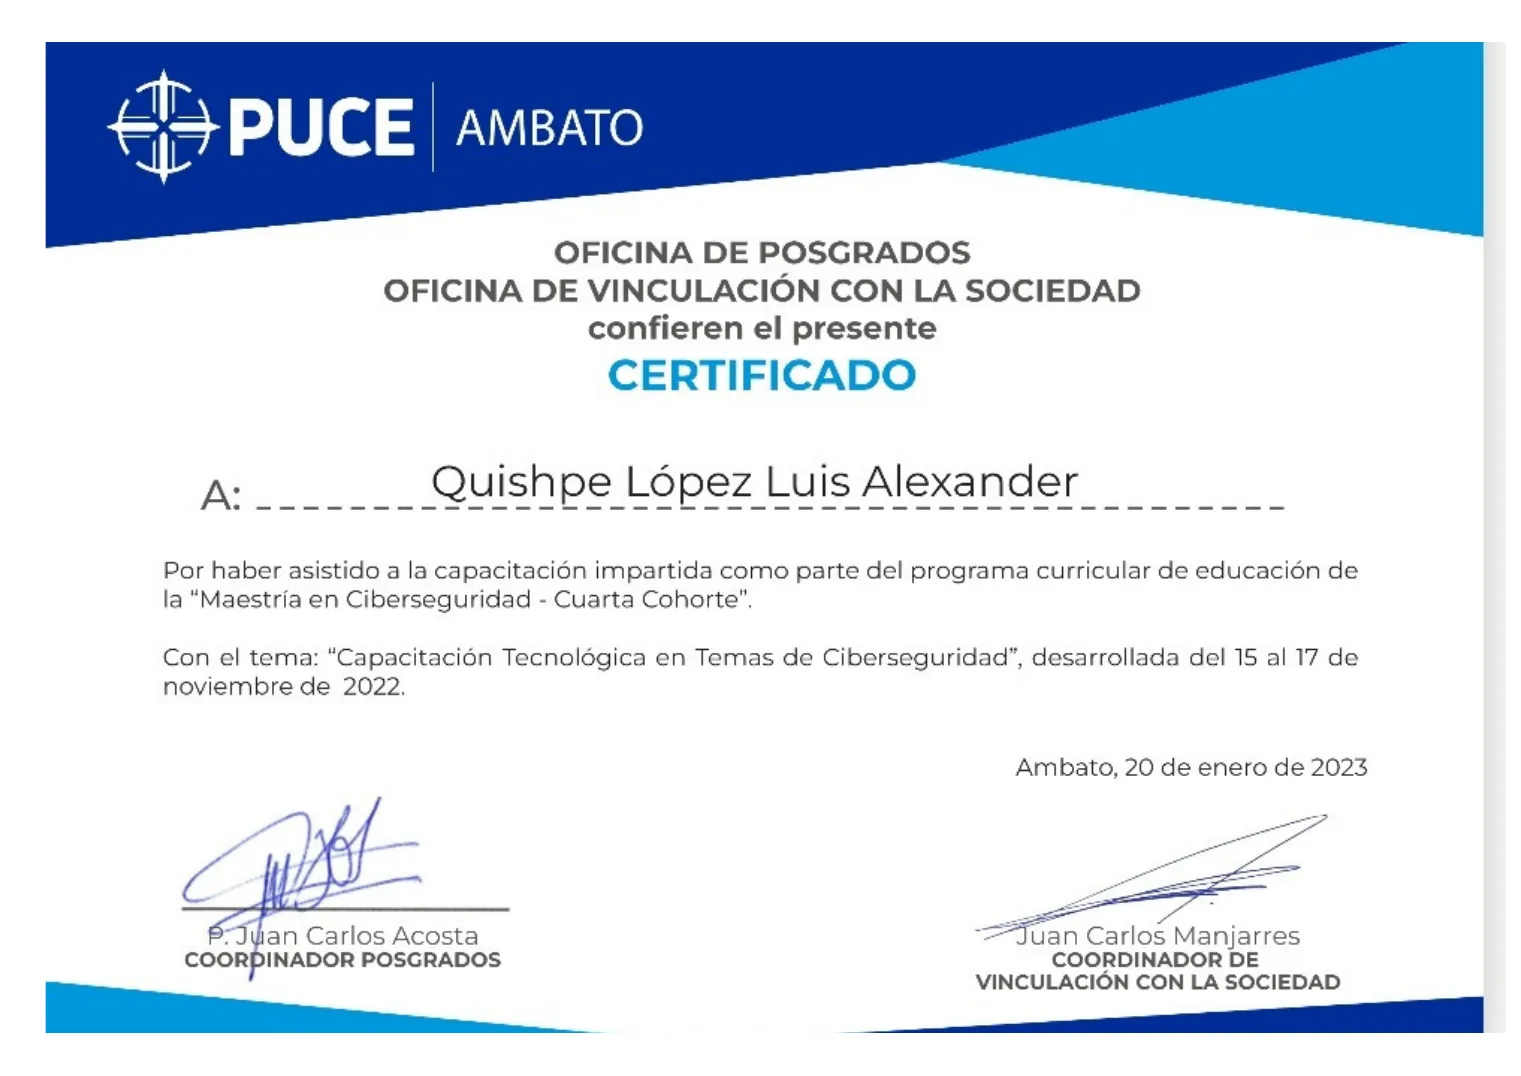 PUCE AMBATO
OFICINA DE POSGRADOS
OFICINA DE VINCULACIÓN CON LA SOCIEDAD
confieren el presente
CERTIFICADO
A: Quishpe López Luis Alexander
Por haber asistido a la capacitación impartida como parte del programa curricular de educación de
la “Maestría en Ciberseguridad - Cuarta Cohorte”.
Con el tema: “Capacitación Tecnológica en Temas de Ciberseguridad”, desarrollada del 15 al 17 de
noviembre de 2022.
Ambato, 20 de enero de 2023
P. Juan Carlos Acosta
COORDINADOR POSGRADOS
Juan Carlos Manjarres
COORDINADOR DE
VINCULACIÓN CON LA SOCIEDAD